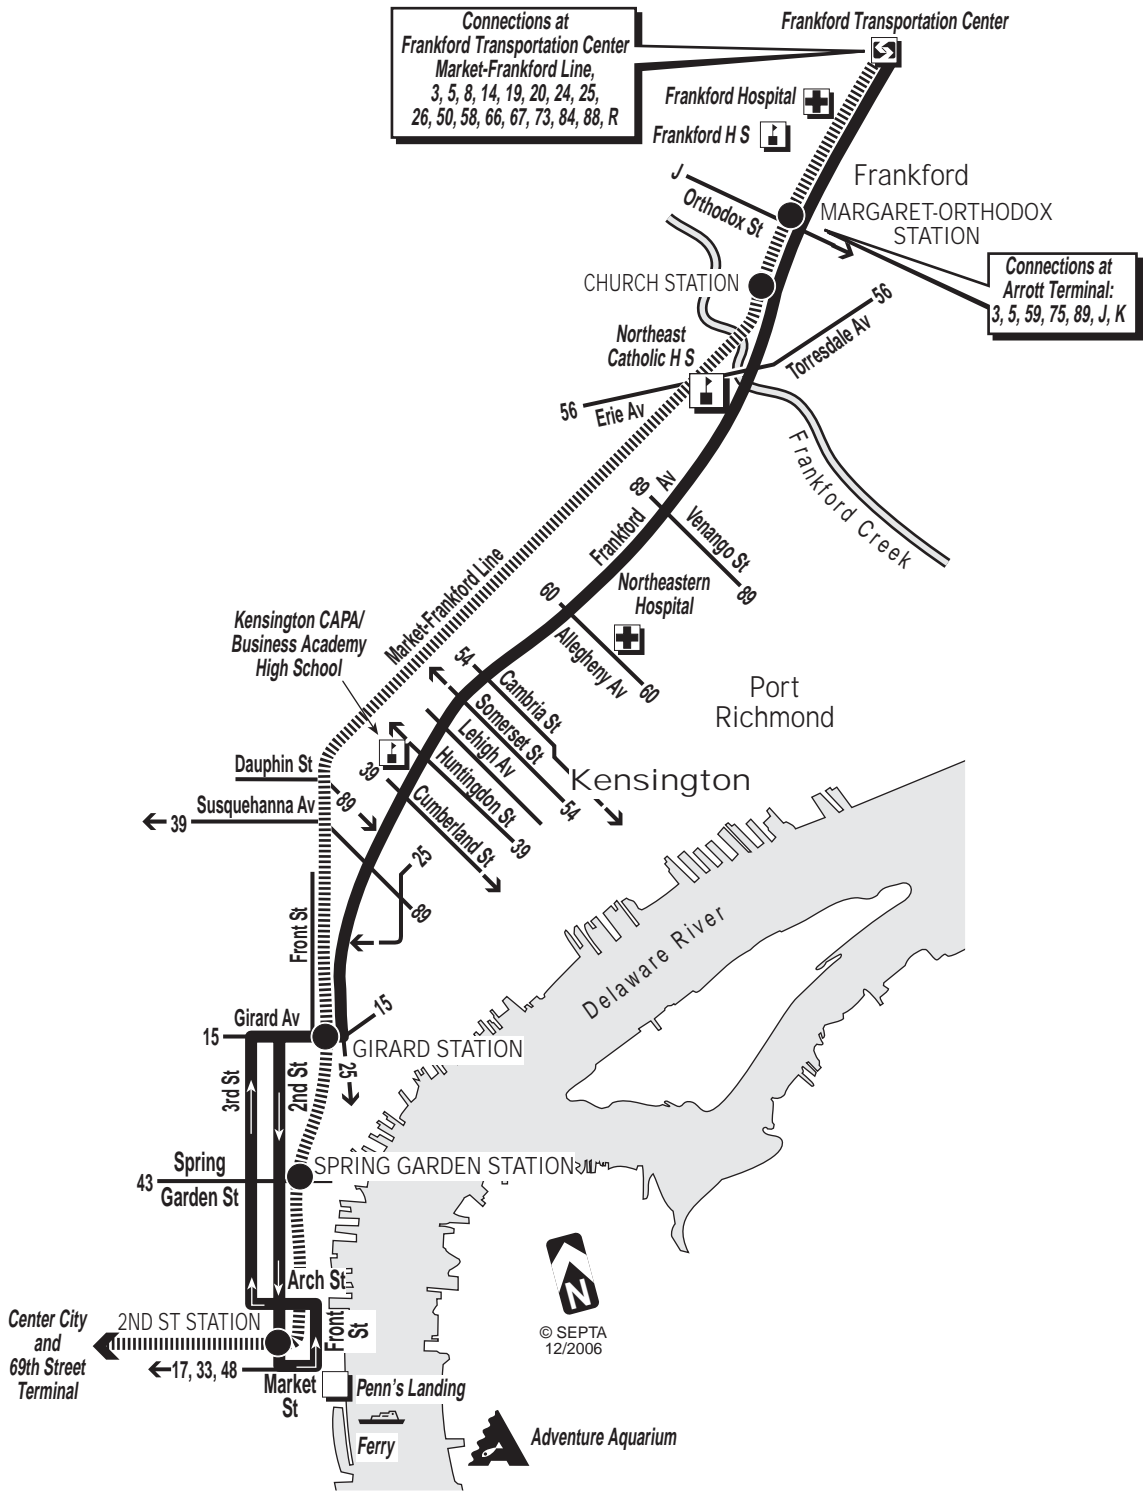 Connections at
Frankford Transportation Center
Market-Frankford Line,
3, 5, 8, 14, 19, 20, 24, 25,
26, 50, 58, 66, 67, 73, 84, 88, R
Frankford Transportation Center
Frankford Hospital
Frankford H S
J
Orthodox St
Frankford
MARGARET-ORTHODOX
STATION
Connections at
Arrott Terminal:
3, 5, 59, 75, 89, J, K
CHURCH STATION
56
Torresdale Av
Northeast
Catholic H S
56
Erie Av
Frankford Creek
89
Frankford Av
Venango St
89
60
Northeastern
Hospital
Allegheny Av
60
Market-Frankford Line
Kensington CAPA/
Business Academy
High School
54
Cambria St
Somerset St
Lehigh Av
54
Port
Richmond
Kensington
Huntingdon St
39
39
Cumberland St
Dauphin St
89
Susquehanna Av
39
25
89
Front St
Delaware River
15
Girard Av
15
GIRARD STATION
25
3rd St
2nd St
SPRING GARDEN STATION
43
Spring
Garden St
Arch St
Front
St
2ND ST STATION
Center City
and
69th Street
Terminal
17, 33, 48
Market
St
Penn's Landing
Ferry
Adventure Aquarium
N
© SEPTA
12/2006